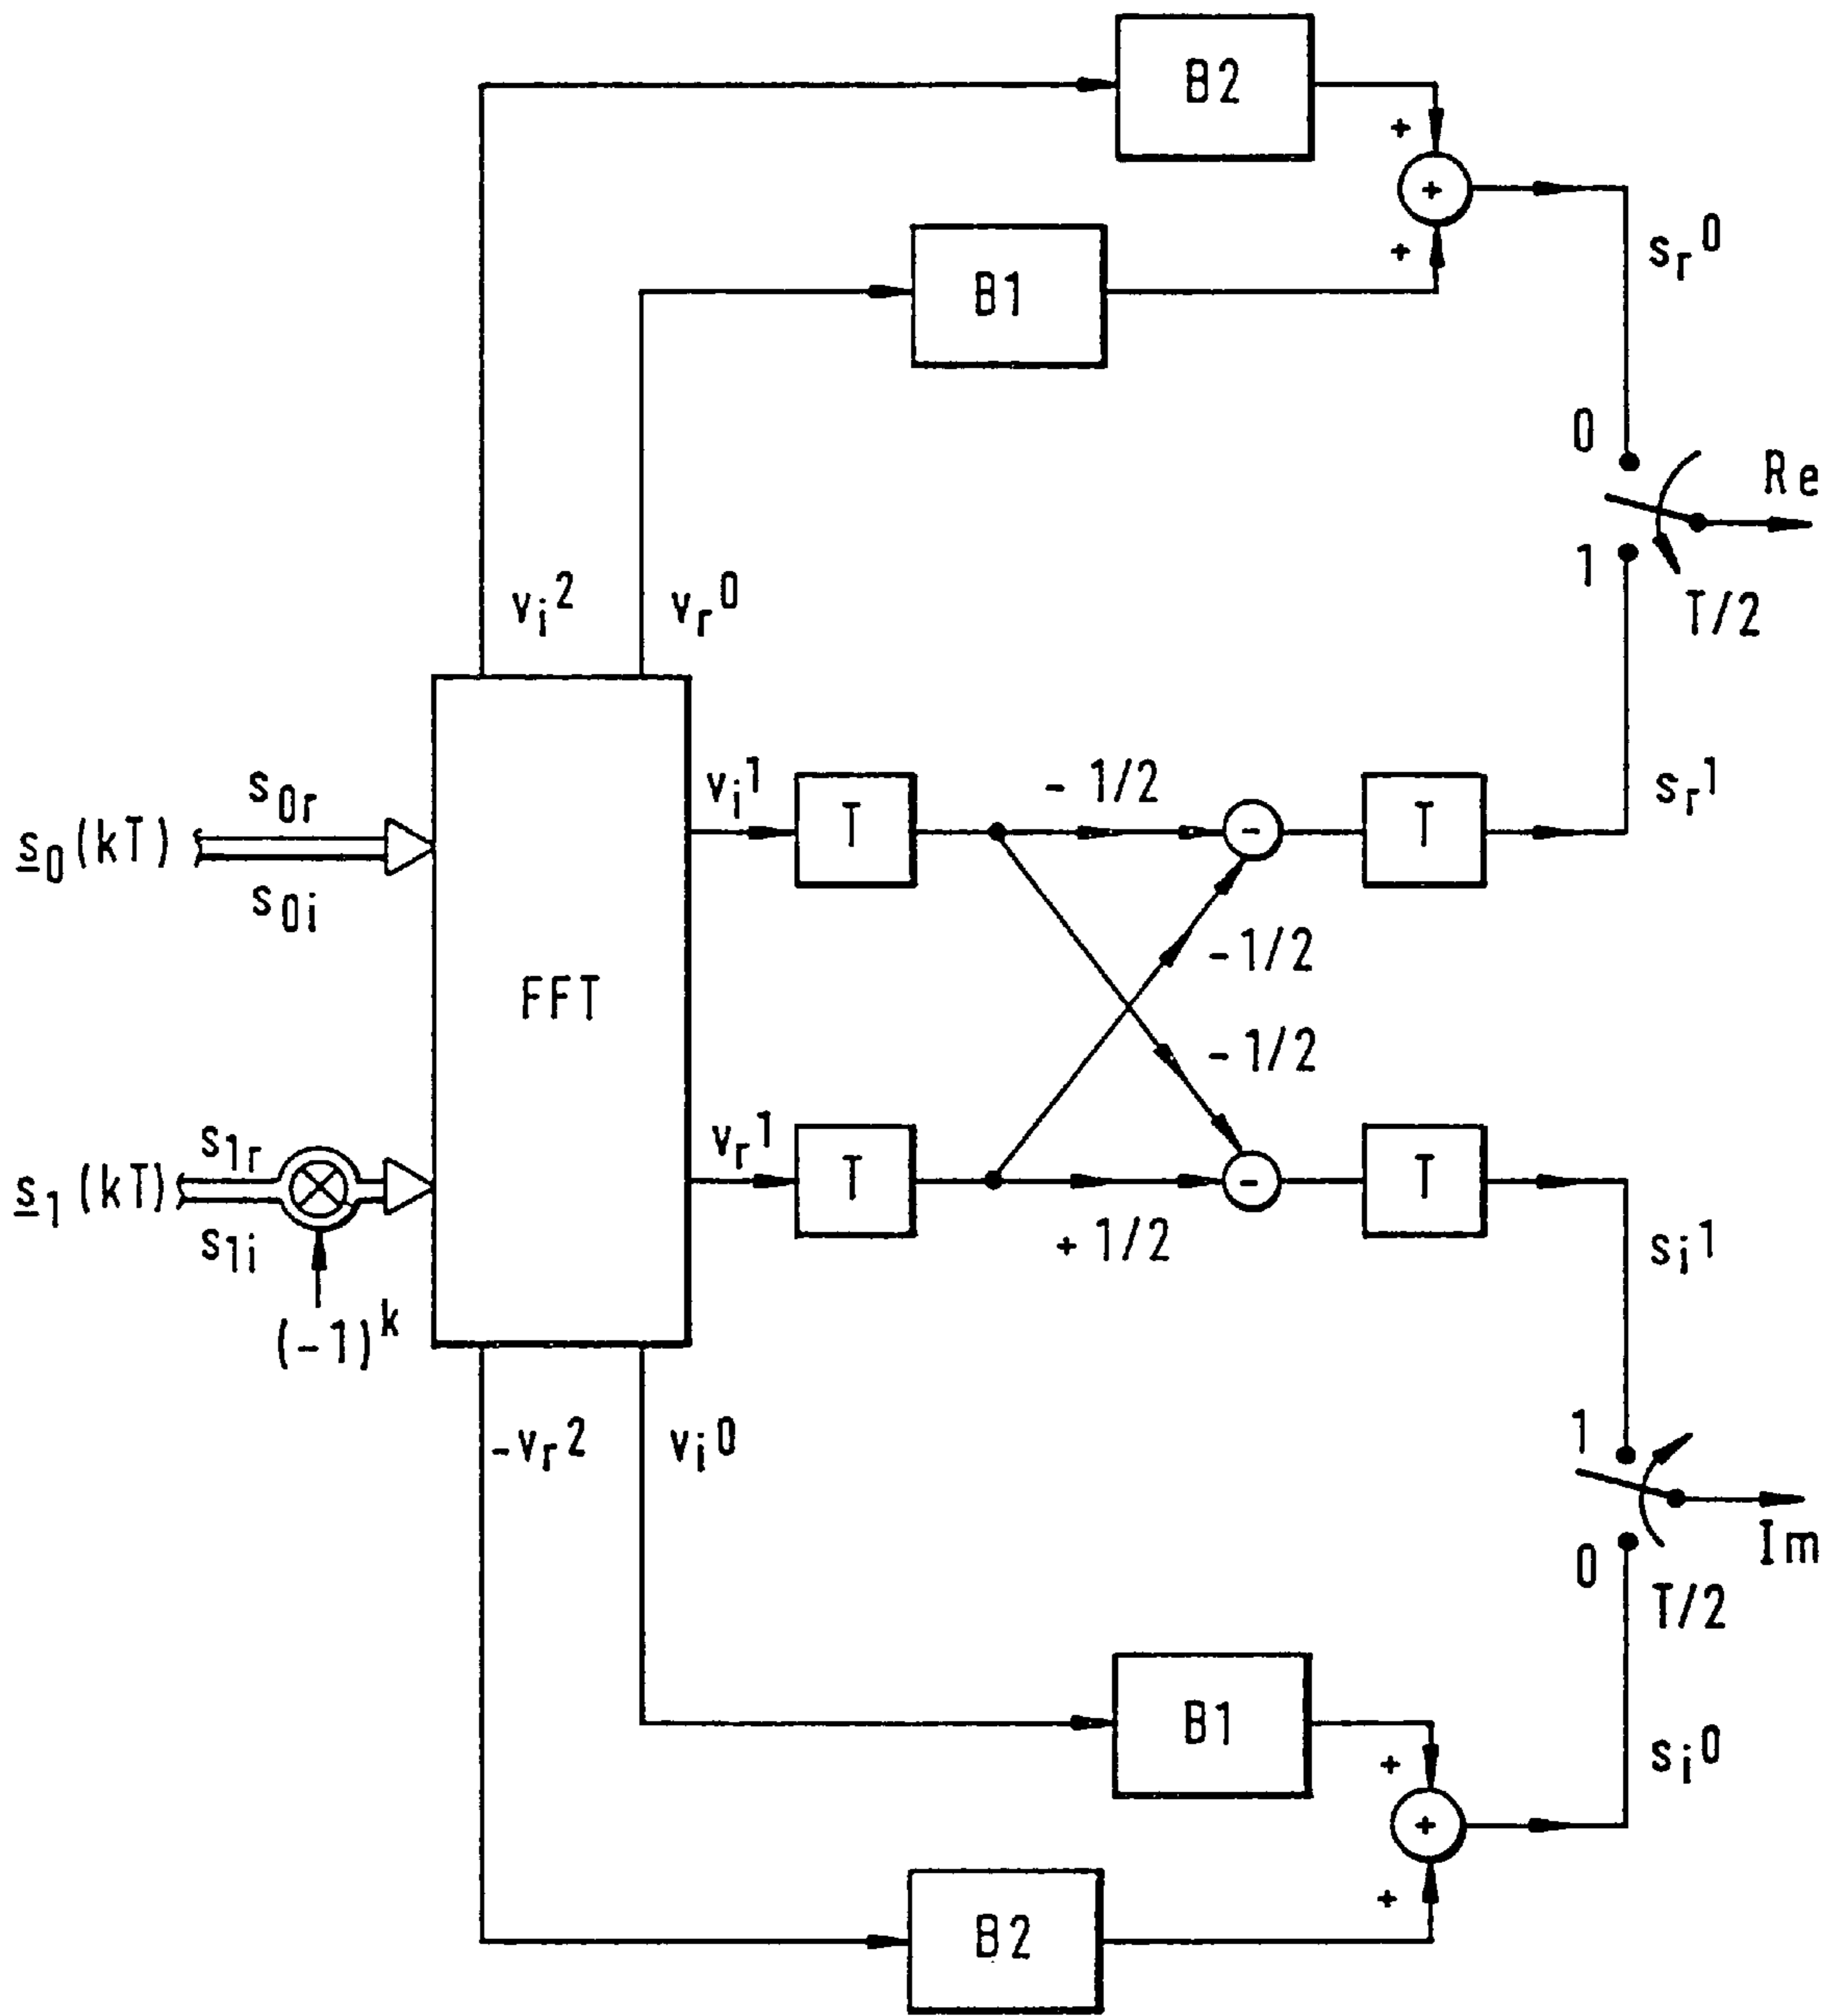 B2
+
+
+
s_r^0
B1
0
Re
1
T/2
v_i^2
v_r^0
s_0r
s_0(kT)
s_0i
v_i^1
T
- 1/2
-
T
s_r^1
- 1/2
FFT
- 1/2
s_1r
s_1(kT)
s_1i
(-1)^k
v_r^1
T
+ 1/2
-
T
s_i^1
-v_r^2
v_i^0
1
Im
0
T/2
B1
+
+
+
s_i^0
B2